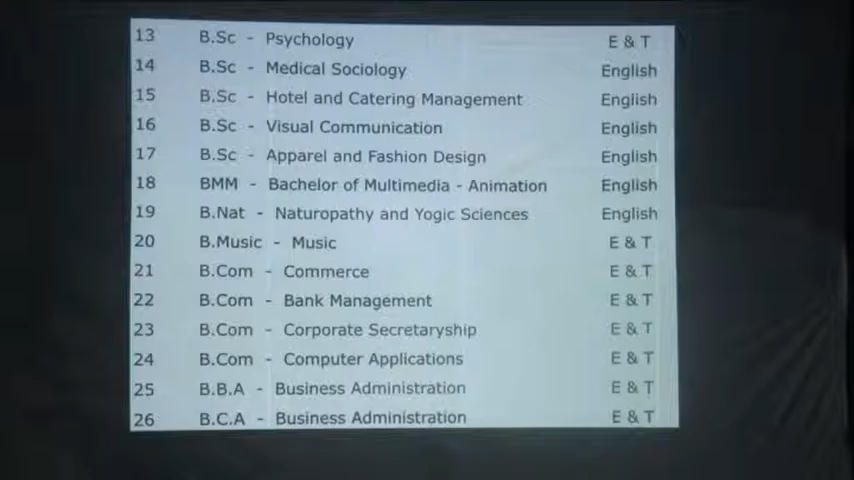 13 B.Sc - Psychology E & T
14 B.Sc - Medical Sociology English
15 B.Sc - Hotel and Catering Management English
16 B.Sc - Visual Communication English
17 B.Sc - Apparel and Fashion Design English
18 BMM - Bachelor of Multimedia - Animation English
19 B.Nat - Naturopathy and Yogic Sciences English
20 B.Music - Music E & T
21 B.Com - Commerce E & T
22 B.Com - Bank Management E & T
23 B.Com - Corporate Secretaryship E & T
24 B.Com - Computer Applications E & T
25 B.B.A - Business Administration E & T
26 B.C.A - Business Administration E & T